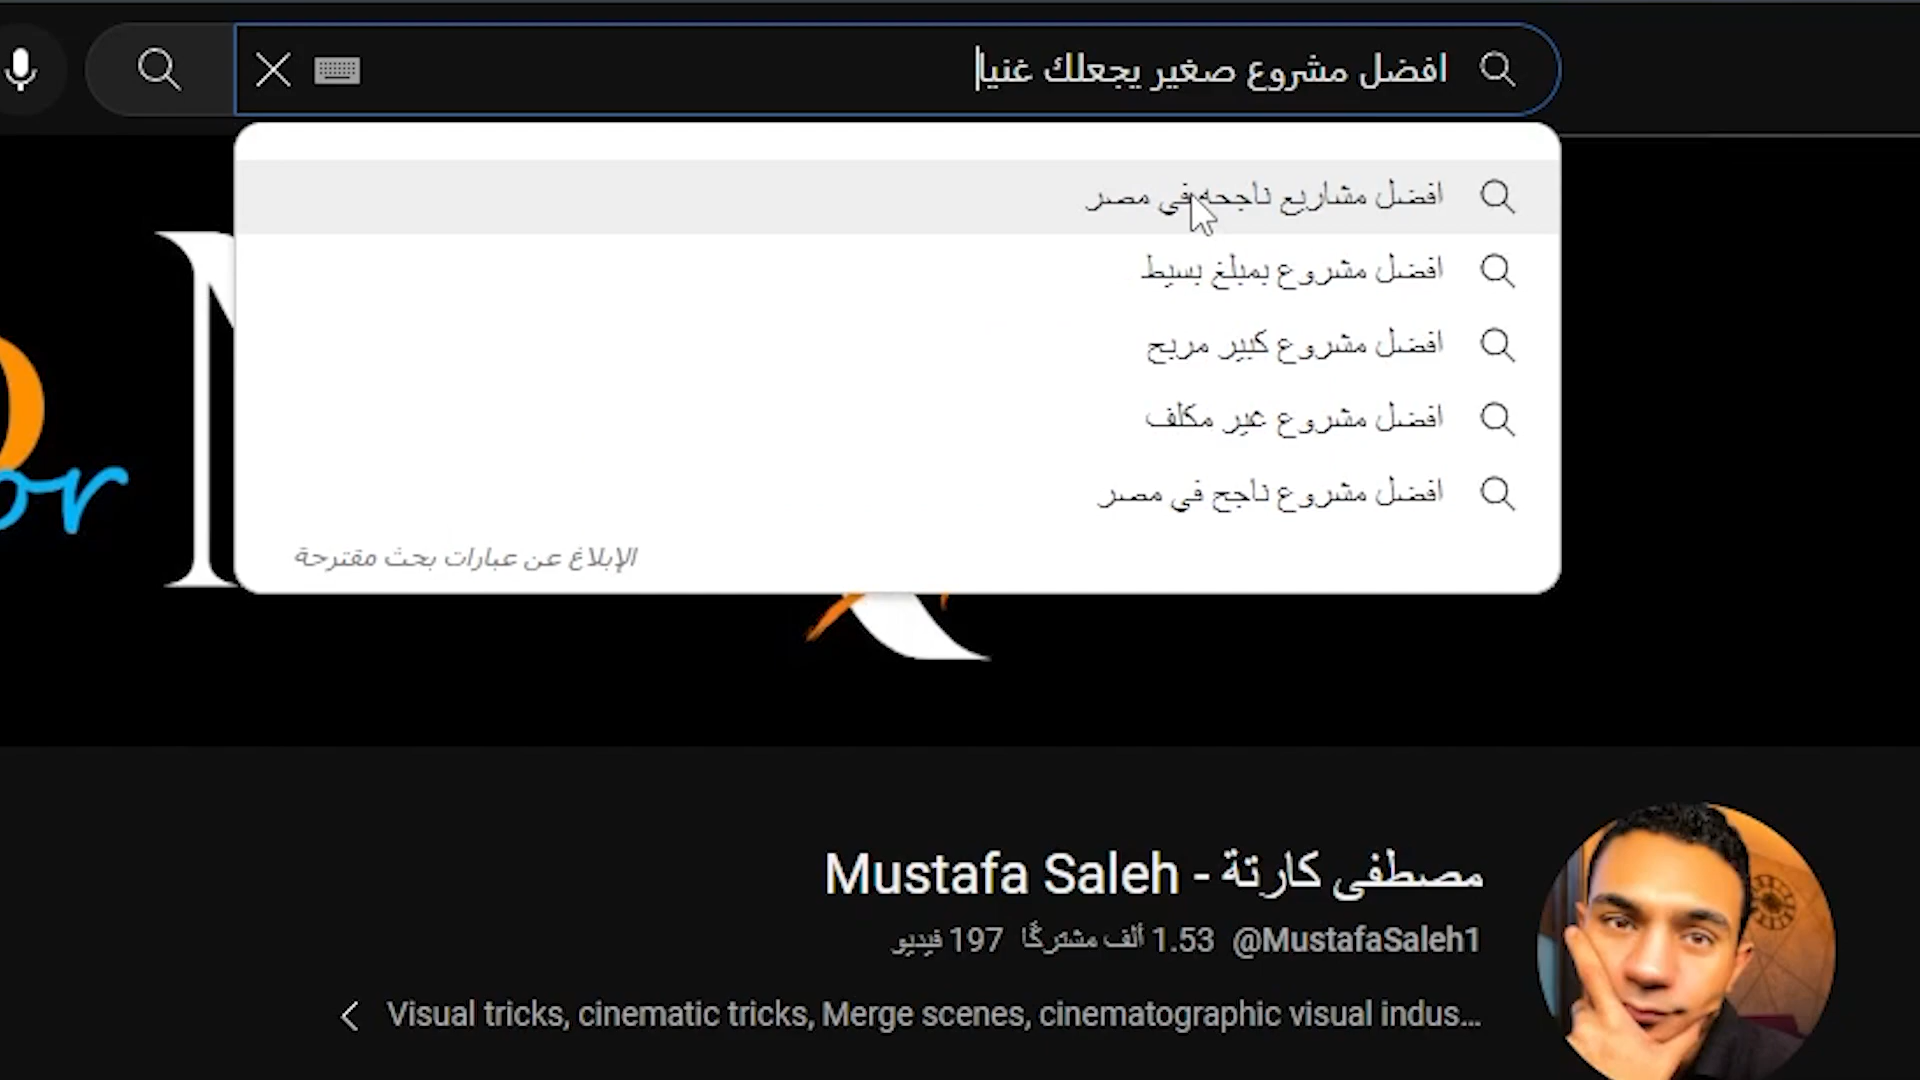 افضل مشروع صغير يجعلك غنيا
افضل مشاريع ناجحه في مصر
افضل مشروع بمبلغ بسيط
افضل مشروع كبير مربح
افضل مشروع غير مكلف
افضل مشروع ناجح في مصر
الإبلاغ عن عبارات بحث مقترحة
or
مصطفى كارتة - Mustafa Saleh
@MustafaSaleh1 1.53 ألف مشتركًا 197 فيديو
Visual tricks, cinematic tricks, Merge scenes, cinematographic visual indus...